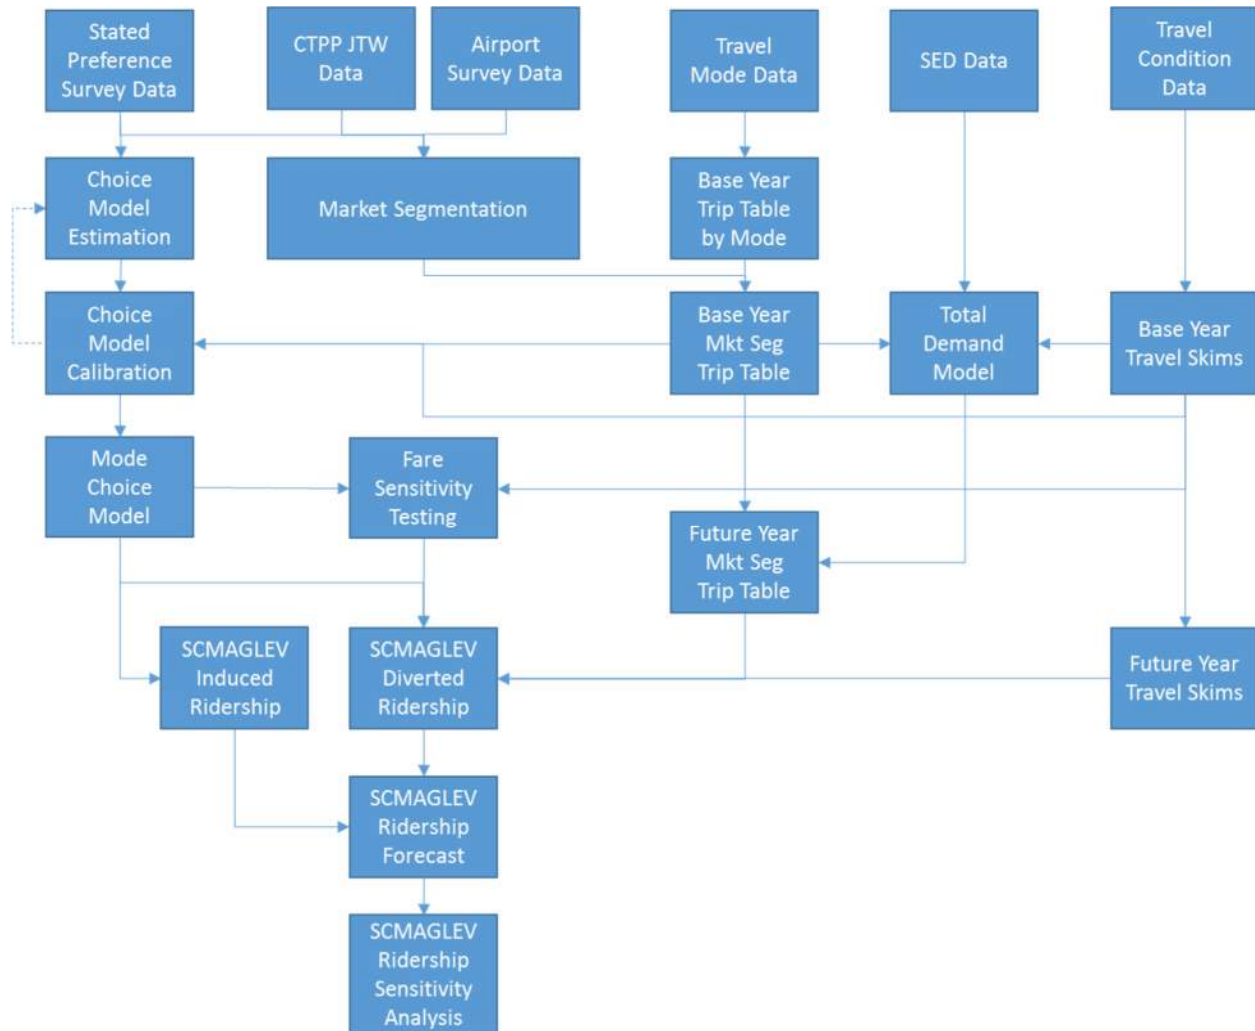 Stated
Preference
Survey Data
CTPP JTW
Data
Airport
Survey Data
Travel
Mode Data
SED Data
Travel
Condition
Data
Choice
Model
Estimation
Market Segmentation
Base Year
Trip Table
by Mode
Choice
Model
Calibration
Base Year
Mkt Seg
Trip Table
Total
Demand
Model
Base Year
Travel Skims
Mode
Choice
Model
Fare
Sensitivity
Testing
Future Year
Mkt Seg
Trip Table
SCMAGLEV
Induced
Ridership
SCMAGLEV
Diverted
Ridership
Future Year
Travel Skims
SCMAGLEV
Ridership
Forecast
SCMAGLEV
Ridership
Sensitivity
Analysis